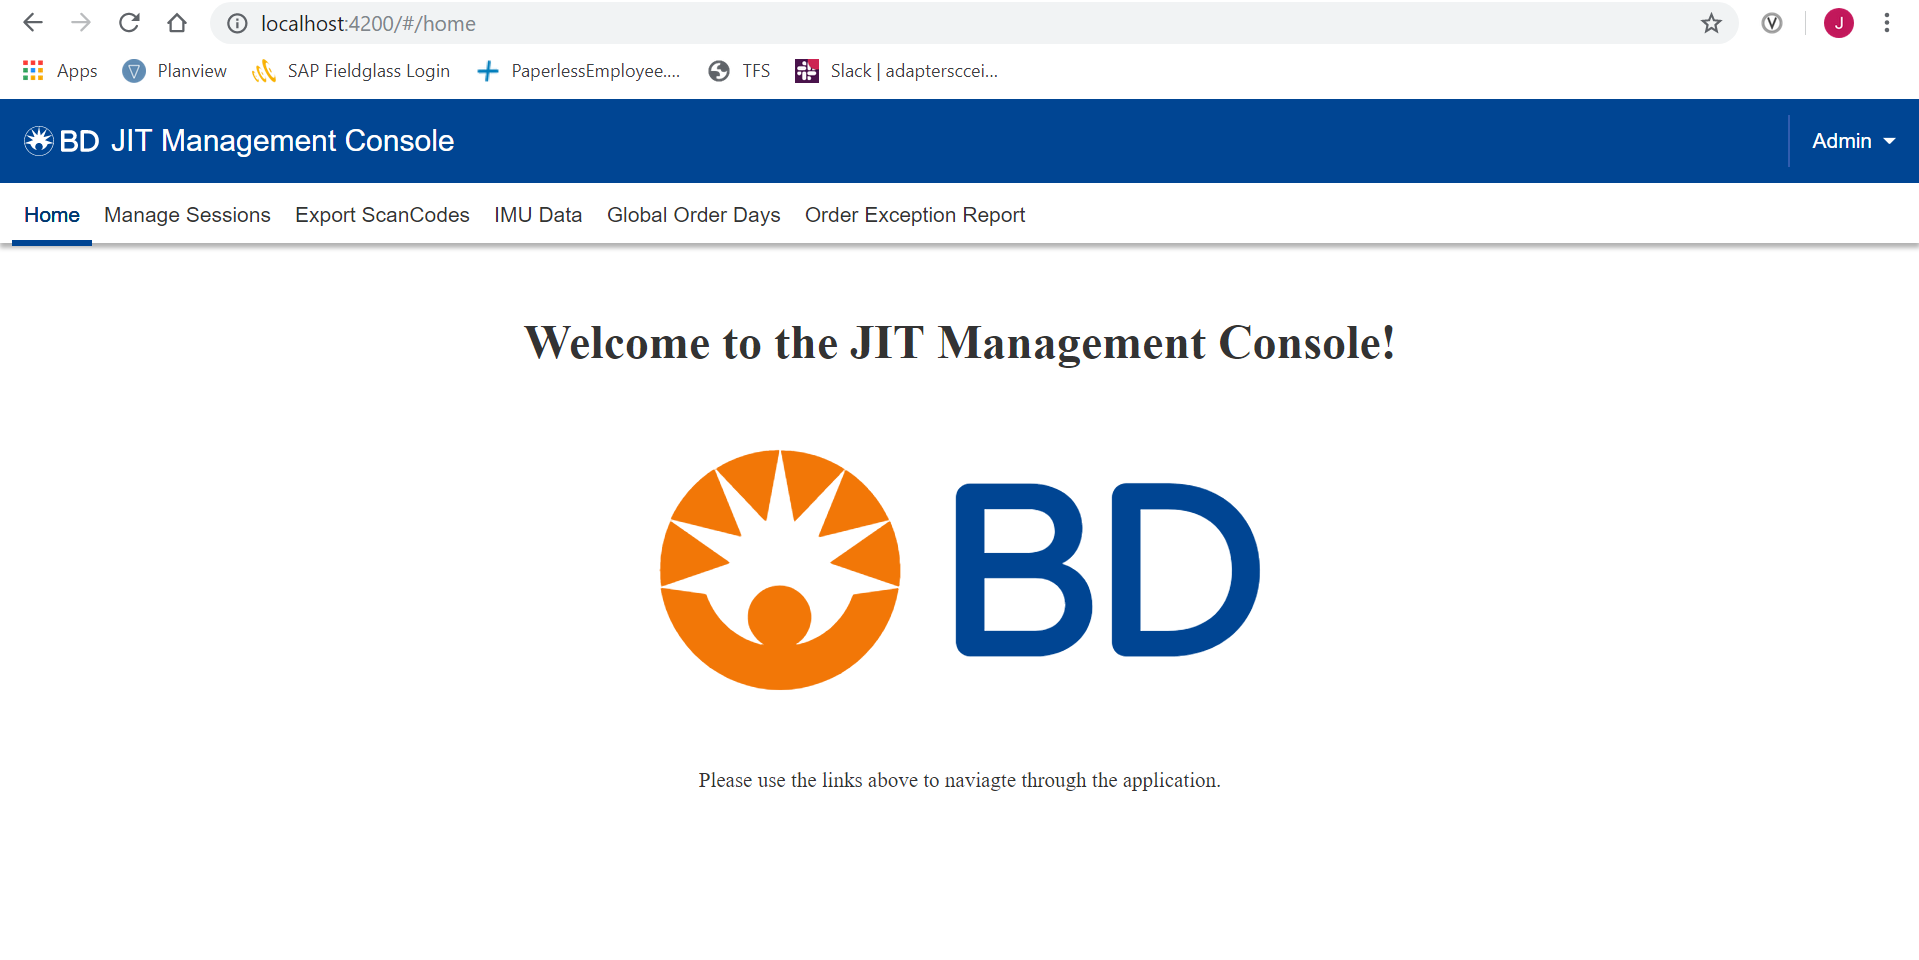 localhost:4200/#/home
J
Apps Planview SAP Fieldglass Login PaperlessEmployee.... TFS Slack | adaptersccei...
BD JIT Management Console Admin
Home Manage Sessions Export ScanCodes IMU Data Global Order Days Order Exception Report
Welcome to the JIT Management Console!
BD
Please use the links above to naviagte through the application.